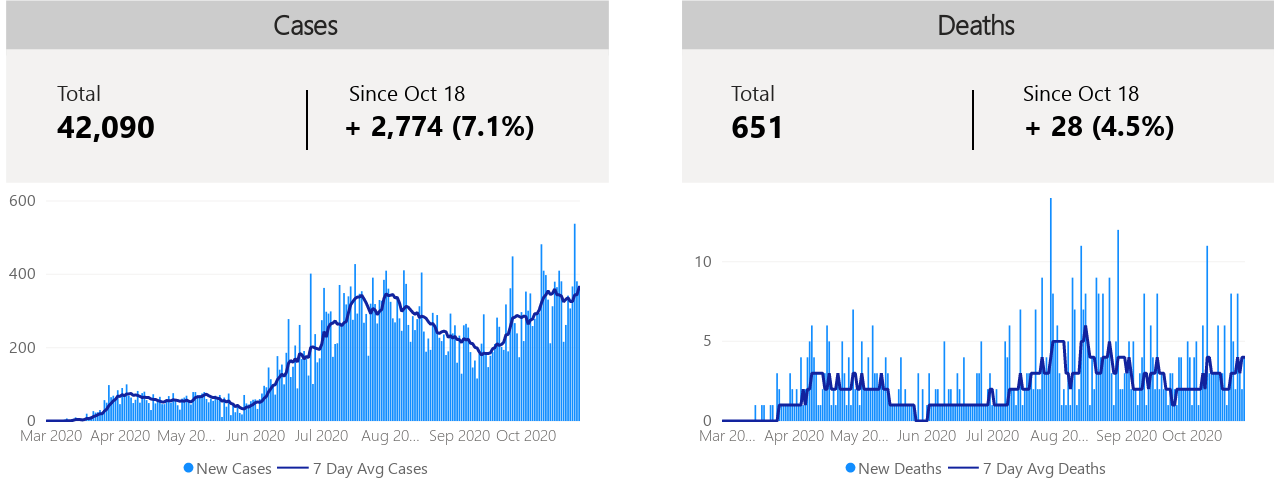 Cases
Total
Since Oct 18
42,090
+ 2,774 (7.1%)
600
400
200
0
Mar 2020 Apr 2020 May 20... Jun 2020 Jul 2020 Aug 20... Sep 2020 Oct 2020
New Cases 7 Day Avg Cases
Deaths
Total
Since Oct 18
651
+ 28 (4.5%)
10
5
0
Mar 20... Apr 2020 May 20... Jun 2020 Jul 2020 Aug 20... Sep 2020 Oct 2020
New Deaths 7 Day Avg Deaths